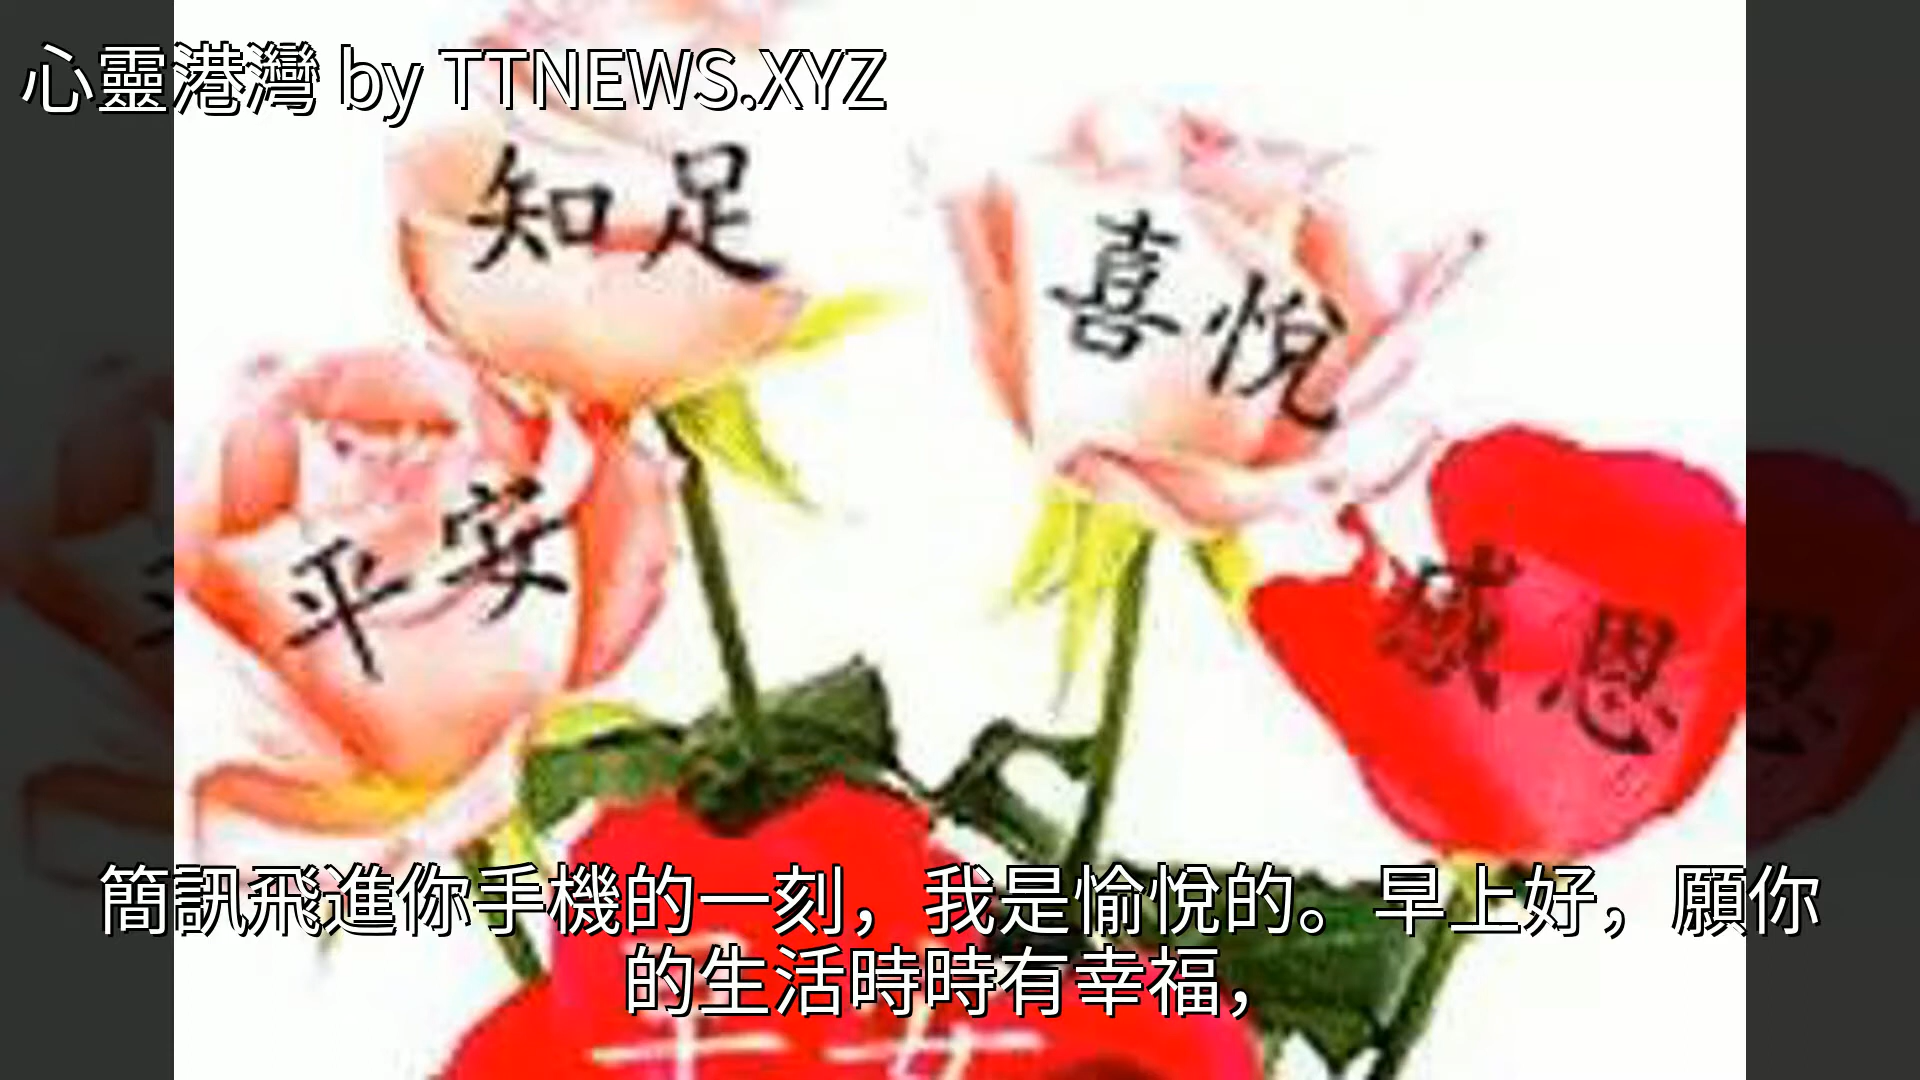 心靈港灣 by TTNEWS.XYZ
知足
喜悅
平安
感恩
簡訊飛進你手機的一刻，我是愉悅的。早上好，願你
的生活時時有幸福，